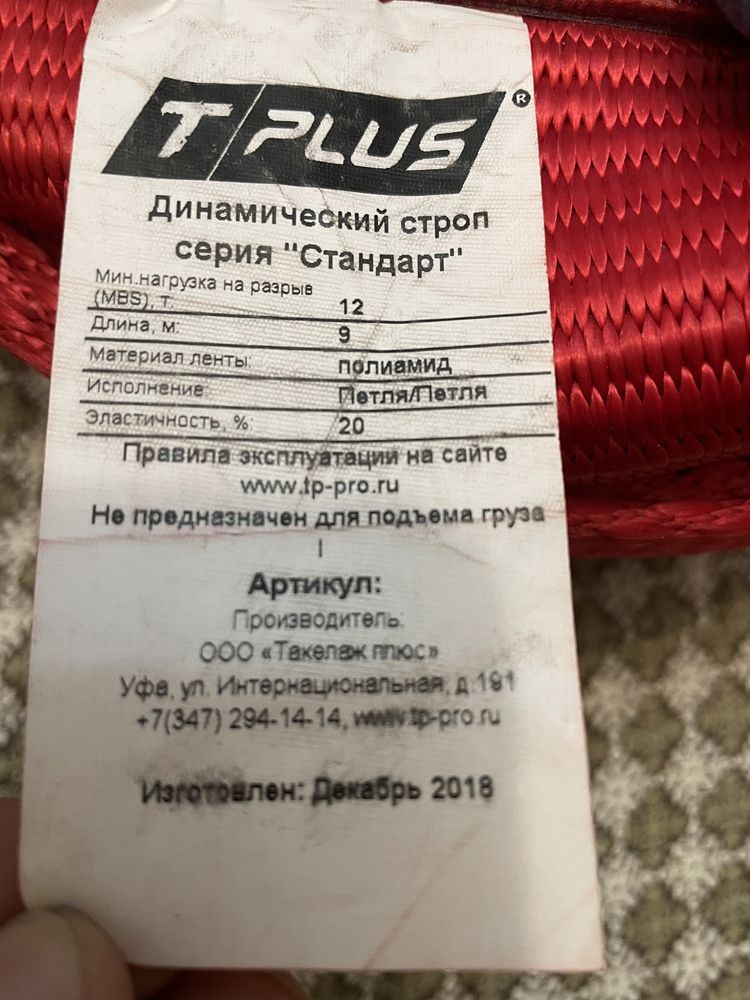 T PLUS ®
Динамический строп
серия "Стандарт"
Мин.нагрузка на разрыв
(MBS), т: 12
Длина, м: 9
Материал ленты: полиамид
Исполнение: Петля/Петля
Эластичность, %: 20
Правила эксплуатации на сайте
www.tp-pro.ru
Не предназначен для подъема груза
Артикул:
Производитель:
ООО «Такелаж плюс»
Уфа, ул. Интернациональная, д.191
+7(347) 294-14-14, www.tp-pro.ru
Изготовлен: Декабрь 2018